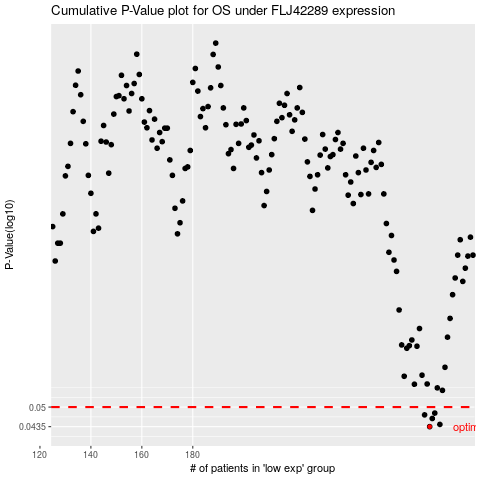 Cumulative P-Value plot for OS under FLJ42289 expression
P-Value(log10)
0.05
0.0435
optim
120 140 160 180
# of patients in 'low exp' group